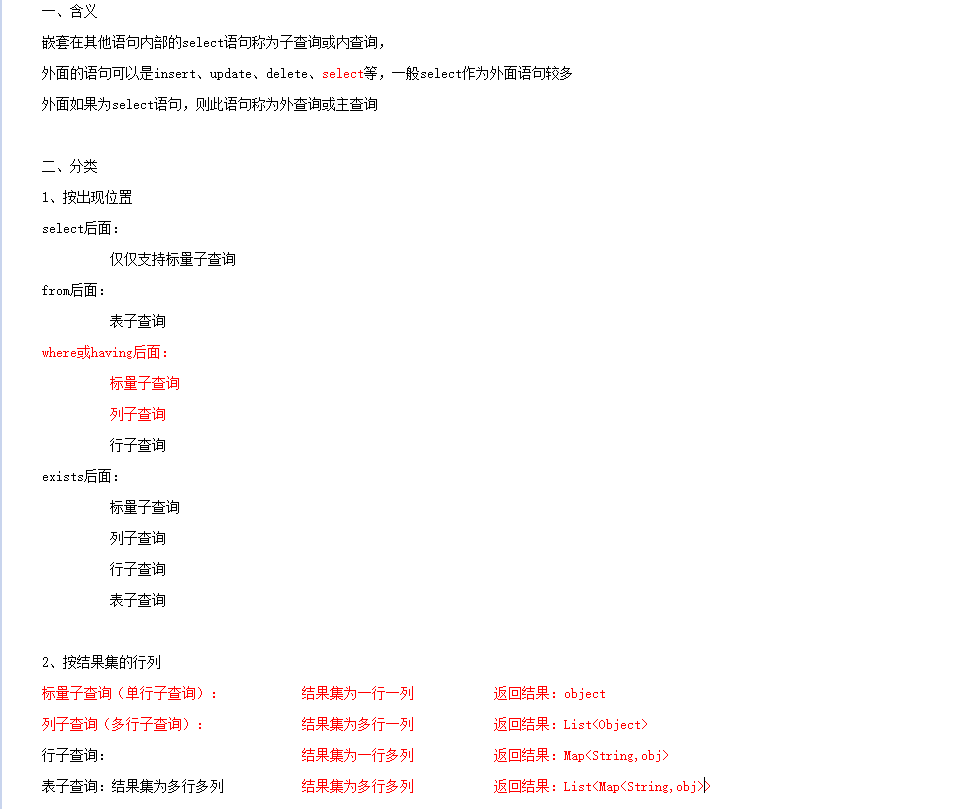 一、含义
嵌套在其他语句内部的select语句称为子查询或内查询，
外面的语句可以是insert、update、delete、select等，一般select作为外面语句较多
外面如果为select语句，则此语句称为外查询或主查询
二、分类
1、按出现位置
select后面：
仅仅支持标量子查询
from后面：
表子查询
where或having后面：
标量子查询
列子查询
行子查询
exists后面：
标量子查询
列子查询
行子查询
表子查询
2、按结果集的行列
标量子查询（单行子查询）： 结果集为一行一列 返回结果：object
列子查询（多行子查询）： 结果集为多行一列 返回结果：List<Object>
行子查询： 结果集为一行多列 返回结果：Map<String,obj>
表子查询：结果集为多行多列 结果集为多行多列 返回结果：List<Map<String,obj>>